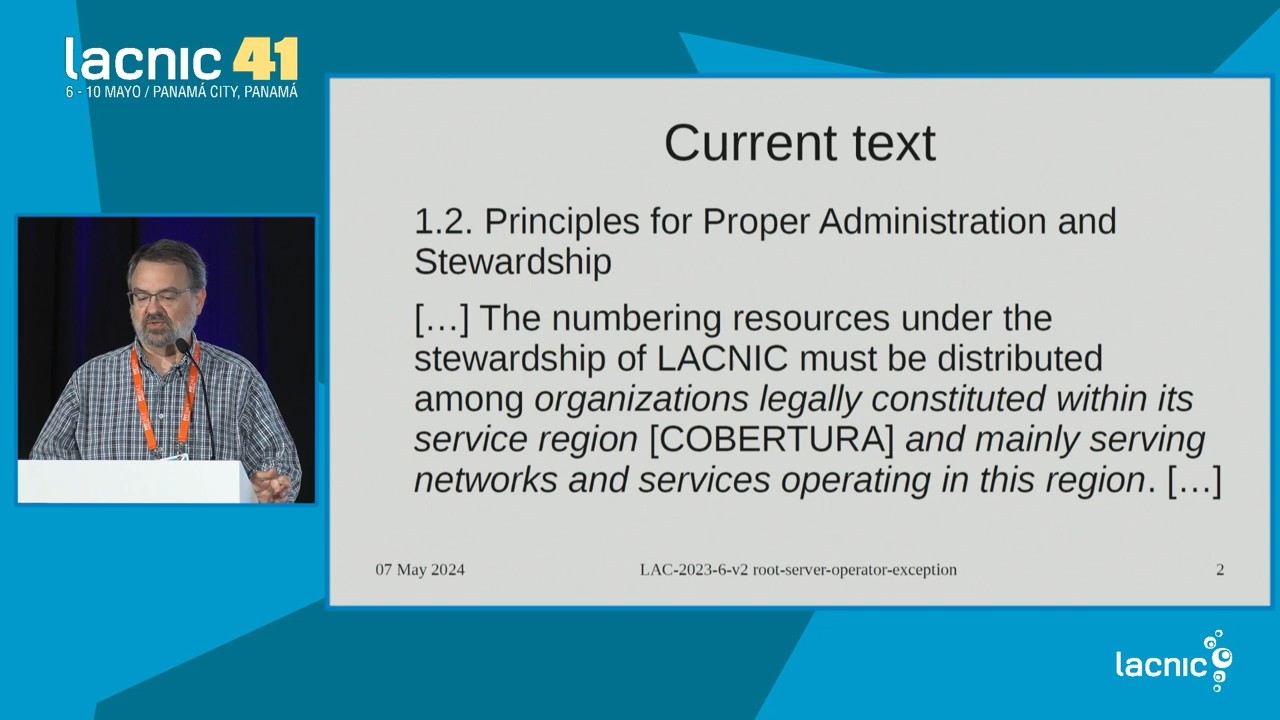 lacnic 41
6 - 10 MAYO / PANAMÁ CITY, PANAMÁ
Current text
1.2. Principles for Proper Administration and
Stewardship
[…] The numbering resources under the
stewardship of LACNIC must be distributed
among organizations legally constituted within its
service region [COBERTURA] and mainly serving
networks and services operating in this region. […]
07 May 2024
LAC-2023-6-v2 root-server-operator-exception
2
lacnic